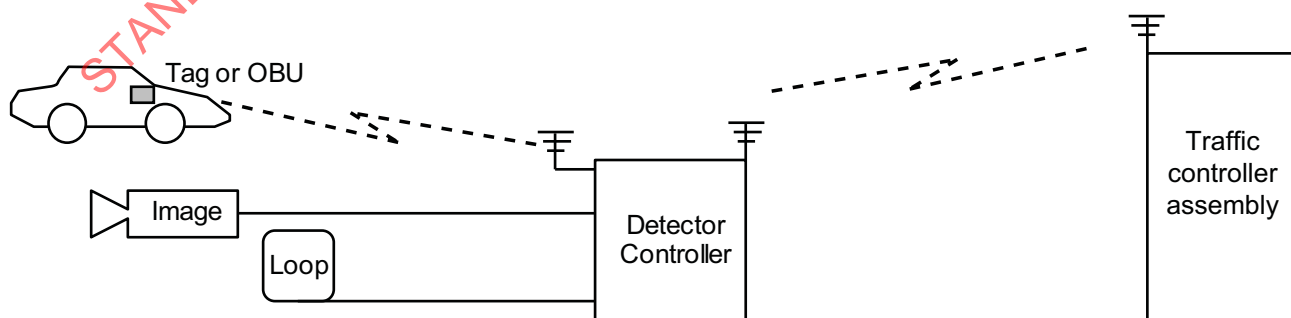 STAN
Tag or OBU
Image
Loop
Detector
Controller
Traffic
controller
assembly